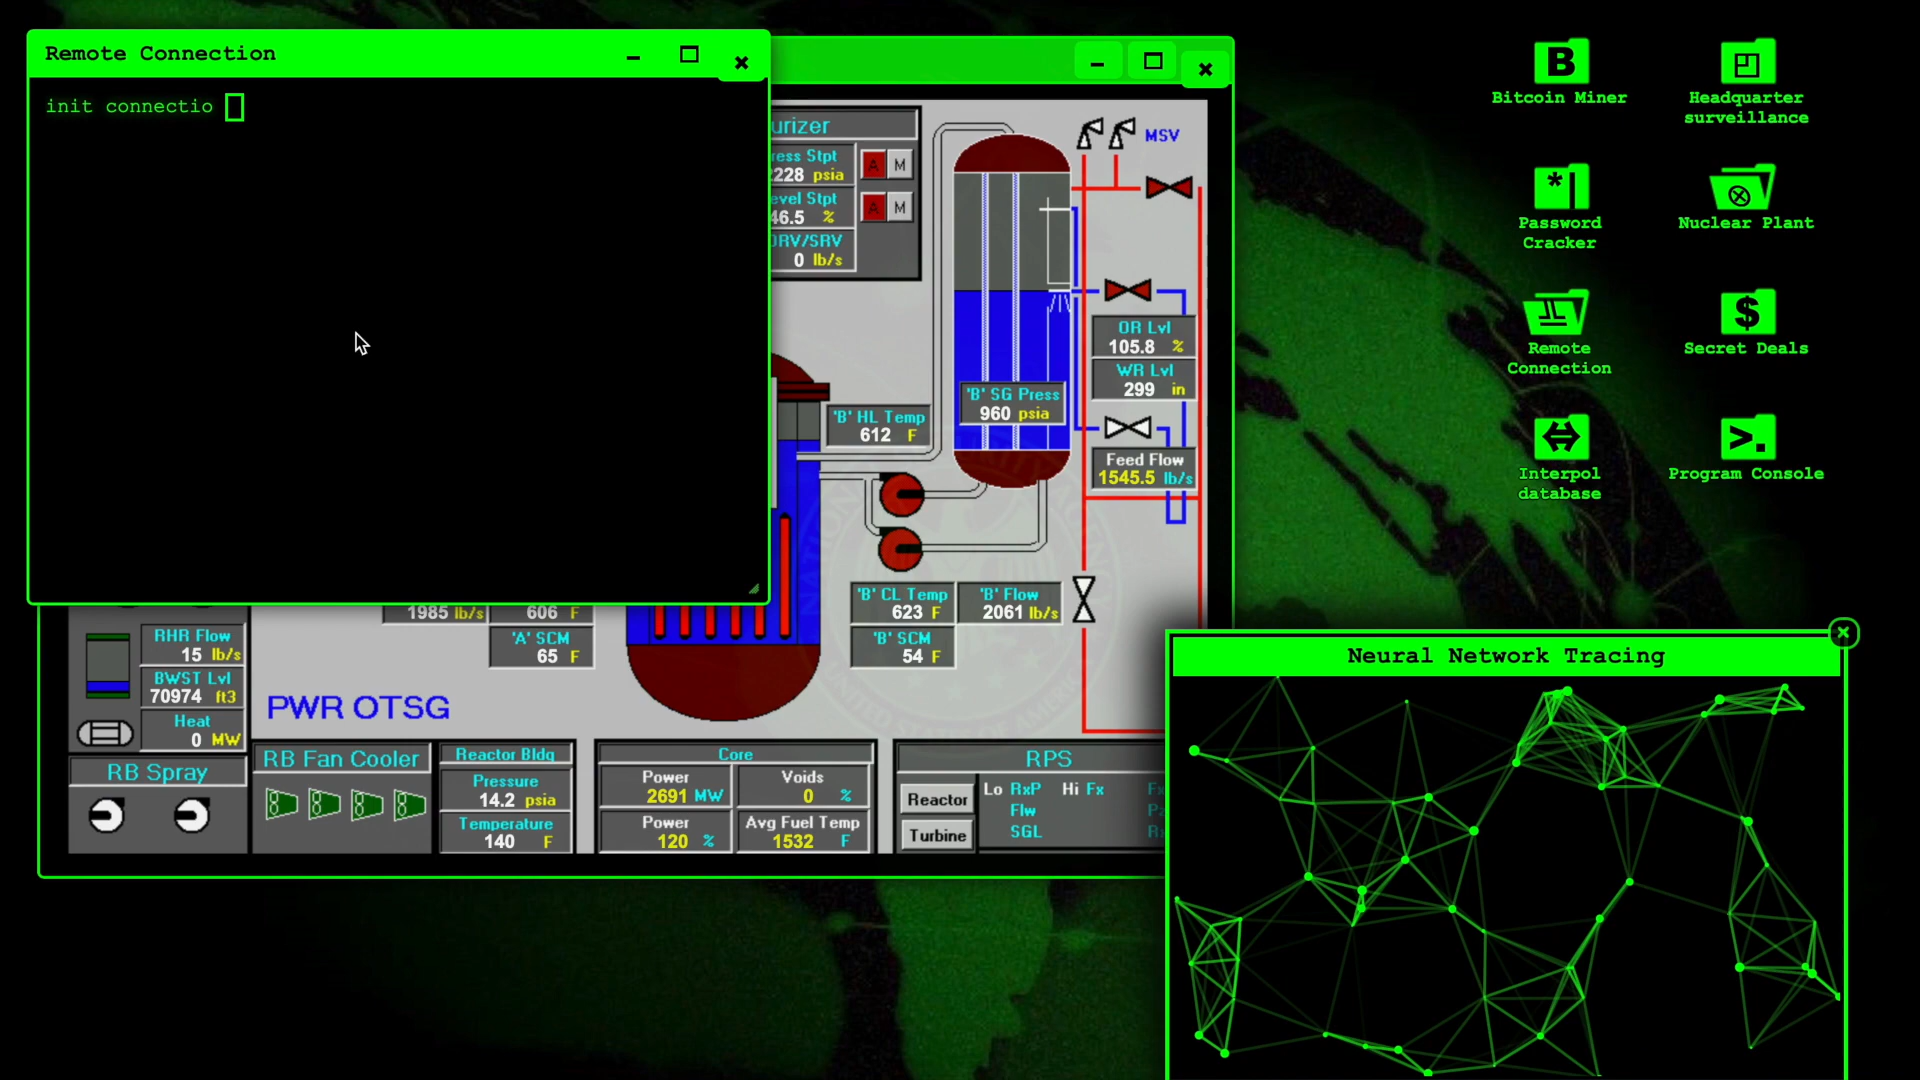 Remote Connection
init connectio
urizer
ress Stpt
2228 psia
A M
evel Stpt
46.5 %
A M
ORV/SRV
0 lb/s
MSV
OR Lvl
105.8 %
WR Lvl
299 in
'B' SG Press
960 psia
'B' HL Temp
612 F
Feed Flow
1545.5 lb/s
1985 lb/s
606 F
'A' SCM
65 F
'B' CL Temp
623 F
'B' Flow
2061 lb/s
'B' SCM
54 F
RHR Flow
15 lb/s
BWST Lvl
70974 ft3
Heat
0 MW
PWR OTSG
RB Spray
RB Fan Cooler
Reactor Bldg
Pressure
14.2 psia
Temperature
140 F
Core
Power
2691 MW
Voids
0 %
Power
120 %
Avg Fuel Temp
1532 F
RPS
Reactor
Turbine
Lo RxP Hi Fx
Flw
SGL
Bitcoin Miner
Headquarter
surveillance
Password
Cracker
Nuclear Plant
Remote
Connection
Secret Deals
Interpol
database
Program Console
Neural Network Tracing